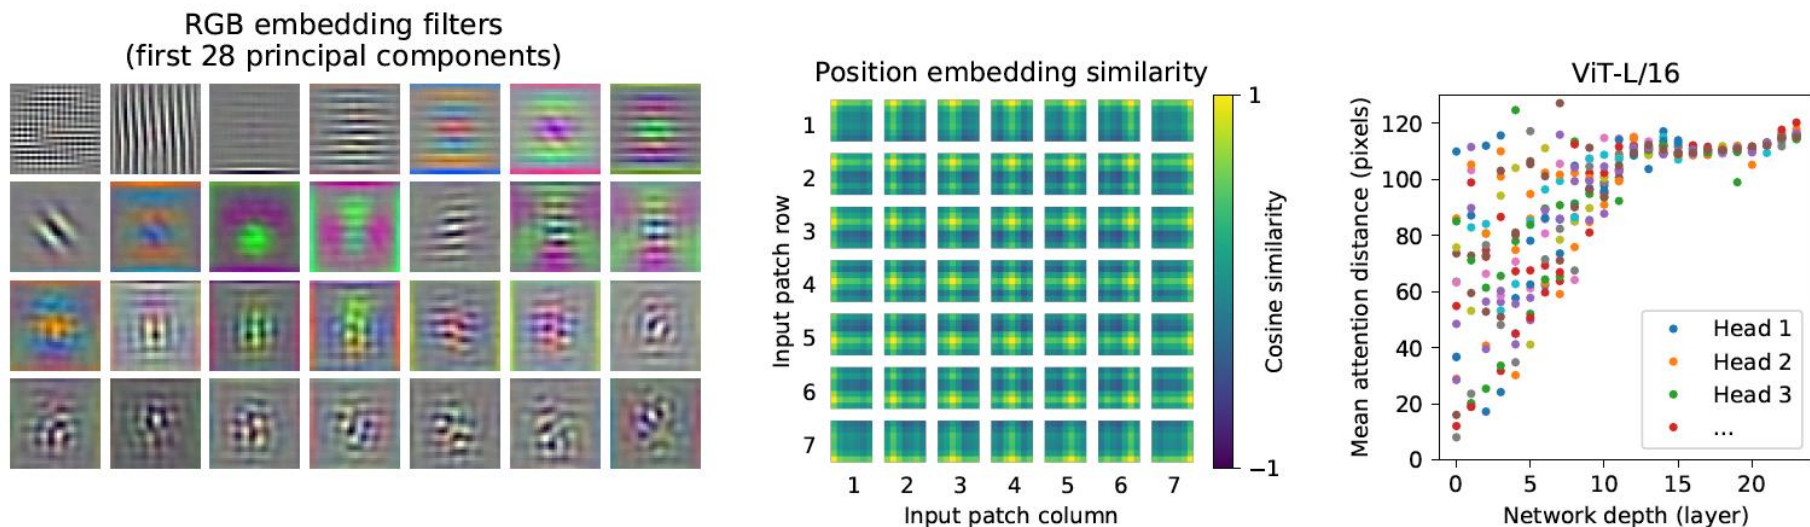 RGB embedding filters
(first 28 principal components)
Position embedding similarity
1
2
3
4
5
6
7
Input patch row
1 2 3 4 5 6 7
Input patch column
1
−1
Cosine similarity
ViT-L/16
120
100
80
60
40
20
0
Mean attention distance (pixels)
Head 1
Head 2
Head 3
...
0 5 10 15 20
Network depth (layer)